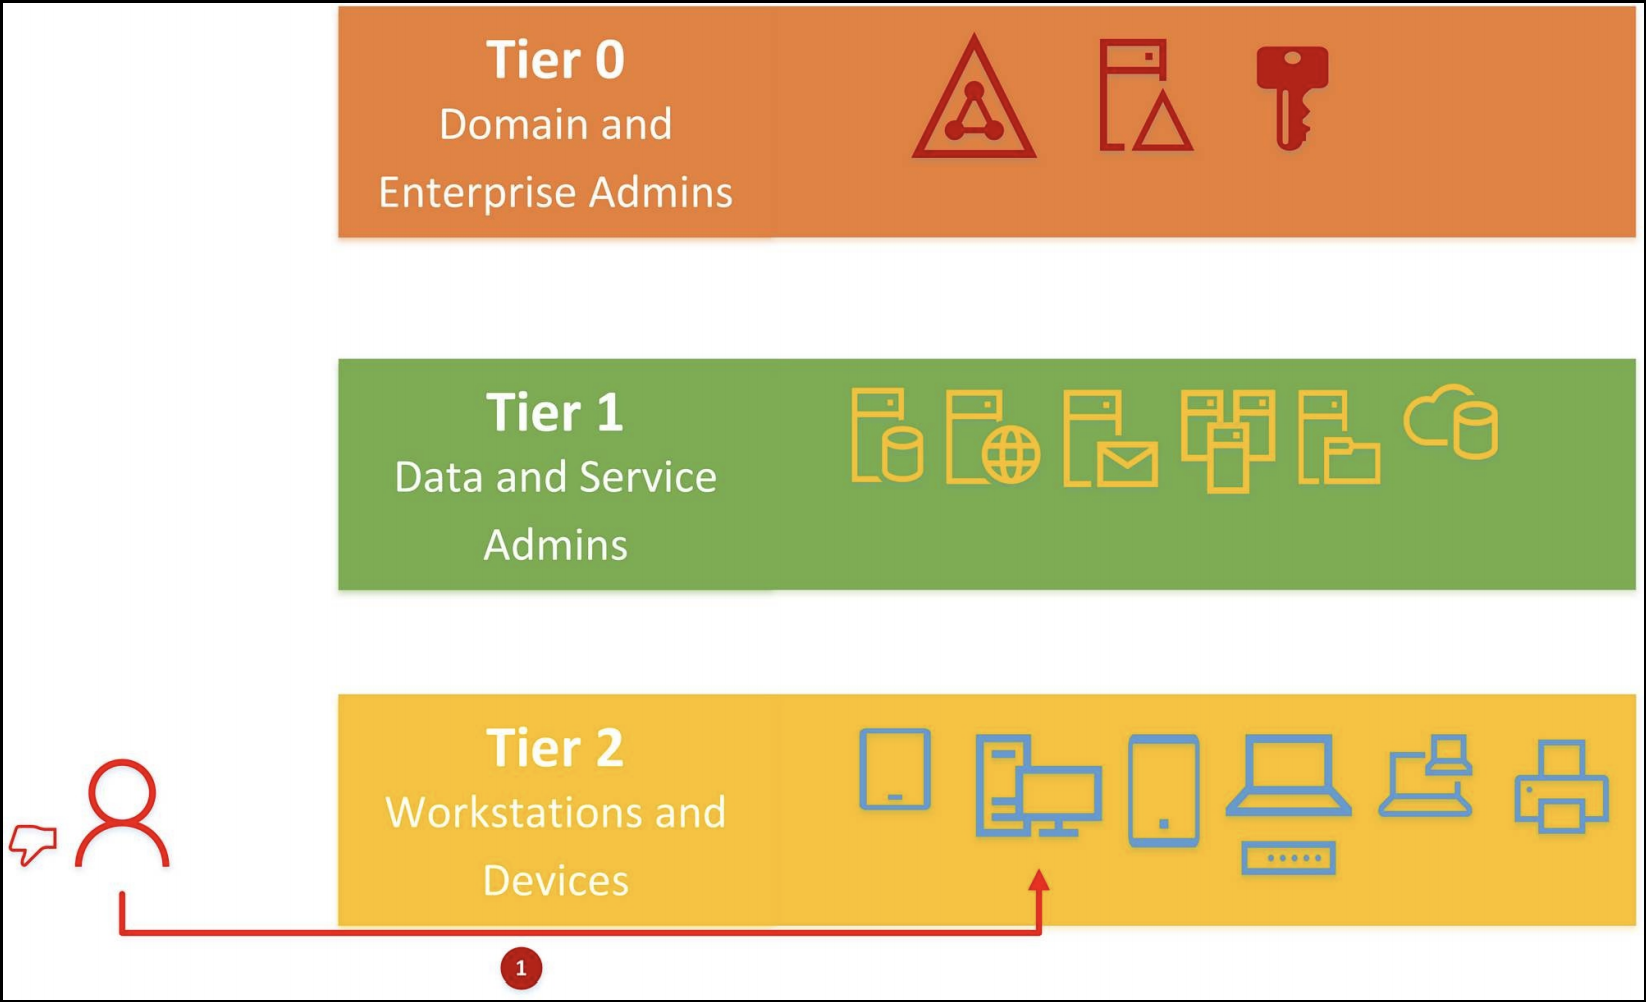 Tier 0
Domain and
Enterprise Admins
Tier 1
Data and Service
Admins
Tier 2
Workstations and
Devices
1